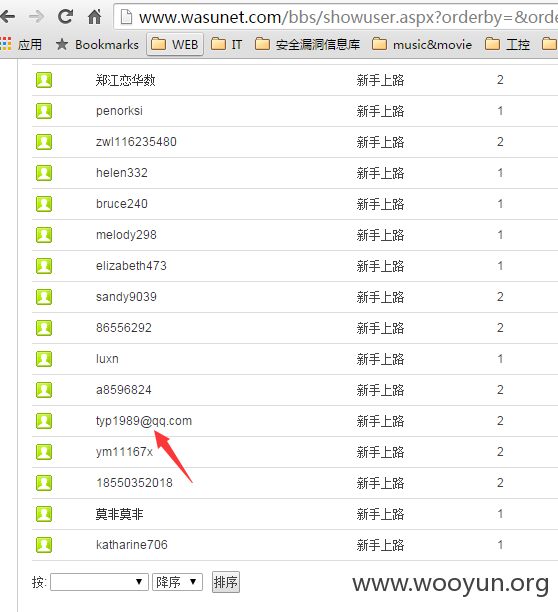 www.wasunet.com/bbs/showuser.aspx?orderby=&orde
应用 Bookmarks WEB IT 安全漏洞信息库 music&movie 工控
郑江恋华数 新手上路 2
penorksi 新手上路 1
zwl116235480 新手上路 2
helen332 新手上路 1
bruce240 新手上路 1
melody298 新手上路 1
elizabeth473 新手上路 1
sandy9039 新手上路 2
86556292 新手上路 2
luxn 新手上路 1
a8596824 新手上路 2
typ1989@qq.com 新手上路 2
ym11167x 新手上路 2
18550352018 新手上路 2
莫非莫非 新手上路 1
katharine706 新手上路 1
按: 降序 排序
www.wooyun.org